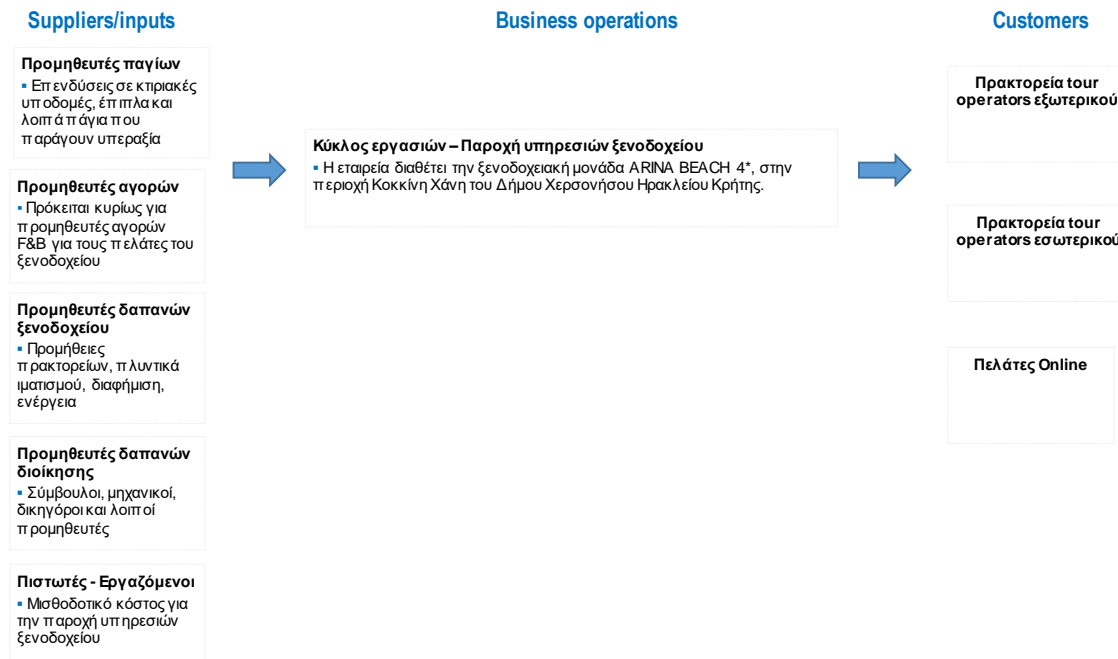 Suppliers/inputs
Business operations
Customers
Προμηθευτές παγίων
▪ Επενδύσεις σε κτιριακές
υποδομές, έπιπλα και
λοιπά πάγια που
παράγουν υπεραξία
Προμηθευτές αγορών
▪ Πρόκειται κυρίως για
προμηθευτές αγορών
F&B για τους πελάτες του
ξενοδοχείου
Προμηθευτές δαπανών
ξενοδοχείου
▪ Προμήθειες
πρακτορείων, πλυντικά
ιματισμού, διαφήμιση,
ενέργεια
Προμηθευτές δαπανών
διοίκησης
▪ Σύμβουλοι, μηχανικοί,
δικηγόροι και λοιποί
προμηθευτές
Πιστωτές - Εργαζόμενοι
▪ Μισθοδοτικό κόστος για
την παροχή υπηρεσιών
ξενοδοχείου
Κύκλος εργασιών – Παροχή υπηρεσιών ξενοδοχείου
▪ Η εταιρεία διαθέτει την ξενοδοχειακή μονάδα ARINA BEACH 4*, στην
περιοχή Κοκκίνη Χάνη του Δήμου Χερσονήσου Ηρακλείου Κρήτης.
Πρακτορεία tour
operators εξωτερικού
Πρακτορεία tour
operators εσωτερικού
Πελάτες Online